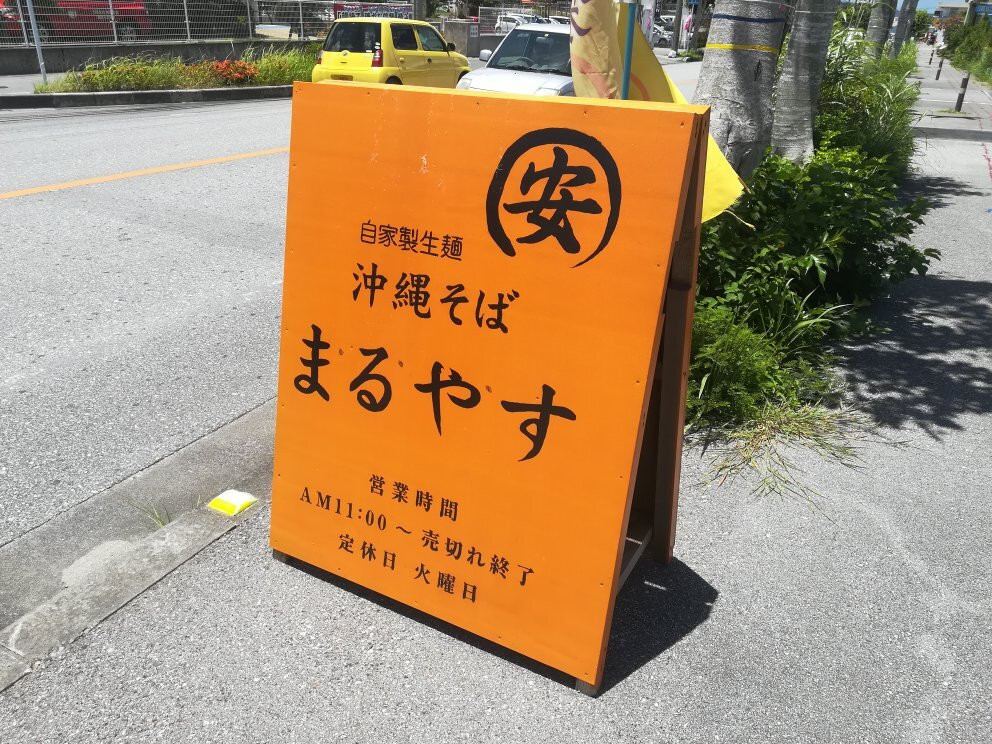 安
自家製生麺
沖縄そば
まるやす
営業時間
AM11:00～売切れ終了
定休日 火曜日